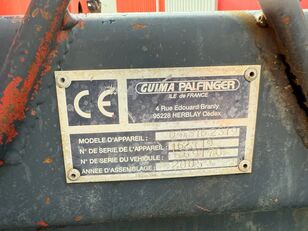 GUIMA PALFINGER
ILE DE FRANCE
4 Rue Edouard Branly
95228 HERBLAY Cédex
CE
MODELE D'APPAREIL :
N° DE SERIE DE L'APPAREIL :
N° DE SERIE DU VEHICULE :
ANNÉE D'ASSEMBLAGE :